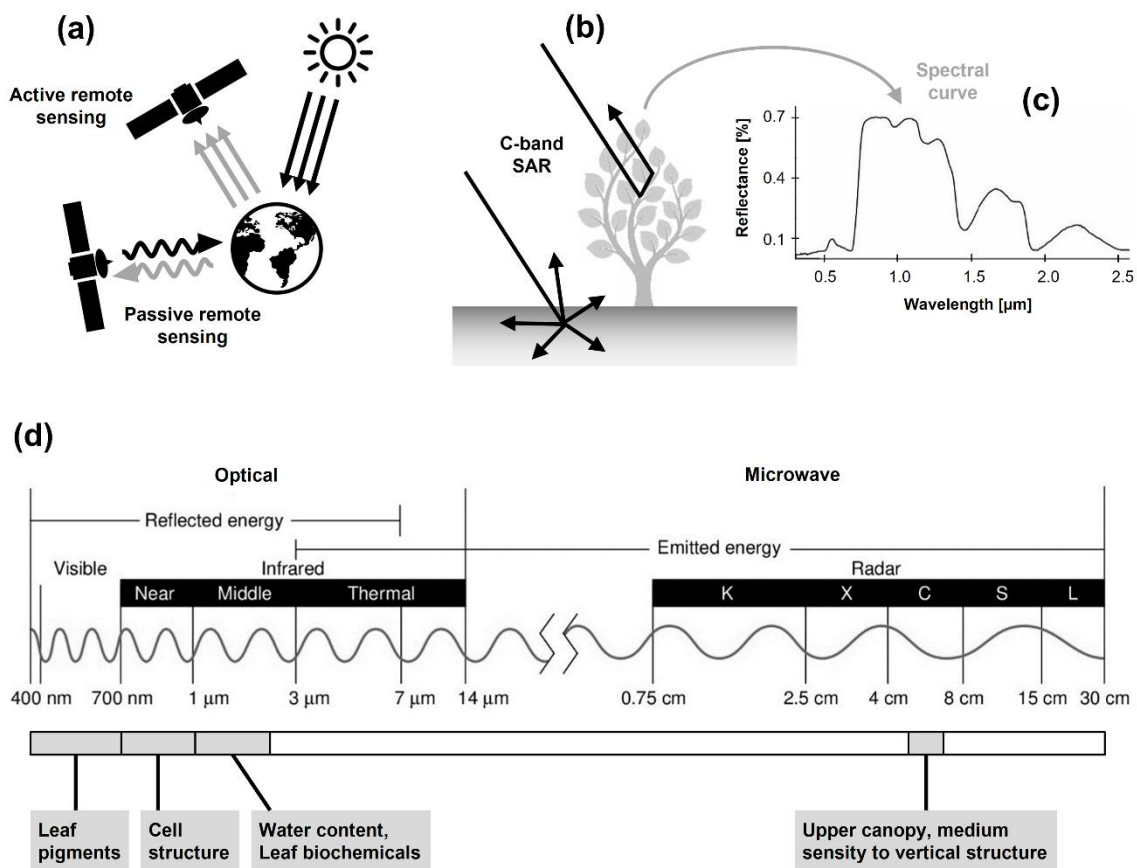 (a)
Active remote
sensing
Passive remote
sensing
(b)
C-band
SAR
Spectral
curve
(c)
Reflectance [%]
0.7
0.4
0.1
0.5 1.0 1.5 2.0 2.5
Wavelength [µm]
(d)
Optical Microwave
Reflected energy
Emitted energy
Visible Infrared Radar
Near Middle Thermal K X C S L
400 nm 700 nm 1 µm 3 µm 7 µm 14 µm 0.75 cm 2.5 cm 4 cm 8 cm 15 cm 30 cm
Leaf
pigments
Cell
structure
Water content,
Leaf biochemicals
Upper canopy, medium
sensity to vertical structure